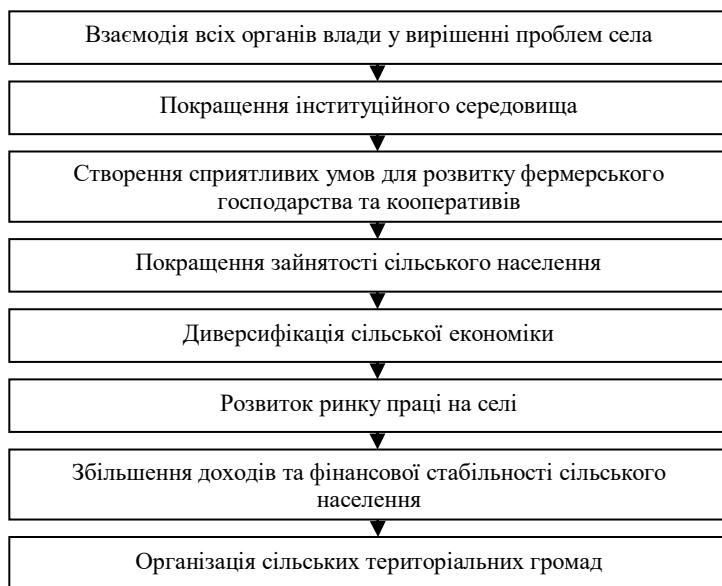 Взаємодія всіх органів влади у вирішенні проблем села
Покращення інституційного середовища
Створення сприятливих умов для розвитку фермерського
господарства та кооперативів
Покращення зайнятості сільського населення
Диверсифікація сільської економіки
Розвиток ринку праці на селі
Збільшення доходів та фінансової стабільності сільського
населення
Організація сільських територіальних громад